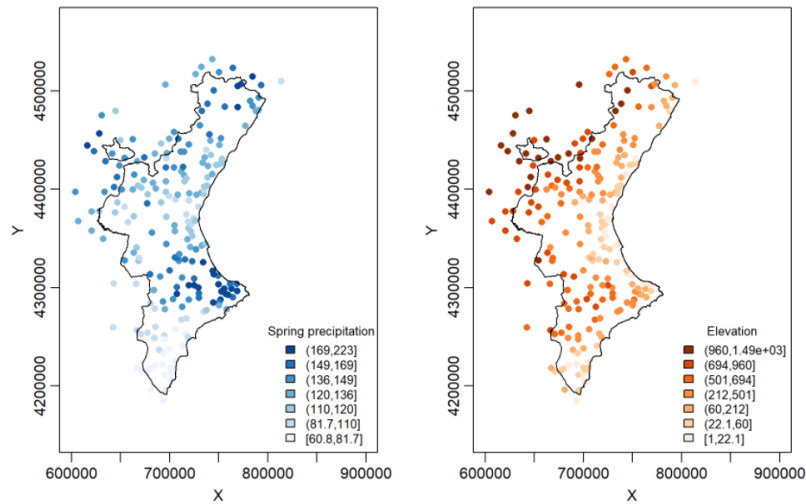 4500000
4400000
4300000
4200000
Y
Spring precipitation
(169,223]
(149,169]
(136,149]
(120,136]
(110,120]
(81.7,110]
[60.8,81.7]
600000 700000 800000 900000
X
4500000
4400000
4300000
4200000
Y
Elevation
(960,1.49e+03]
(694,960]
(501,694]
(212,501]
(60,212]
(22.1,60]
[1,22.1]
600000 700000 800000 900000
X